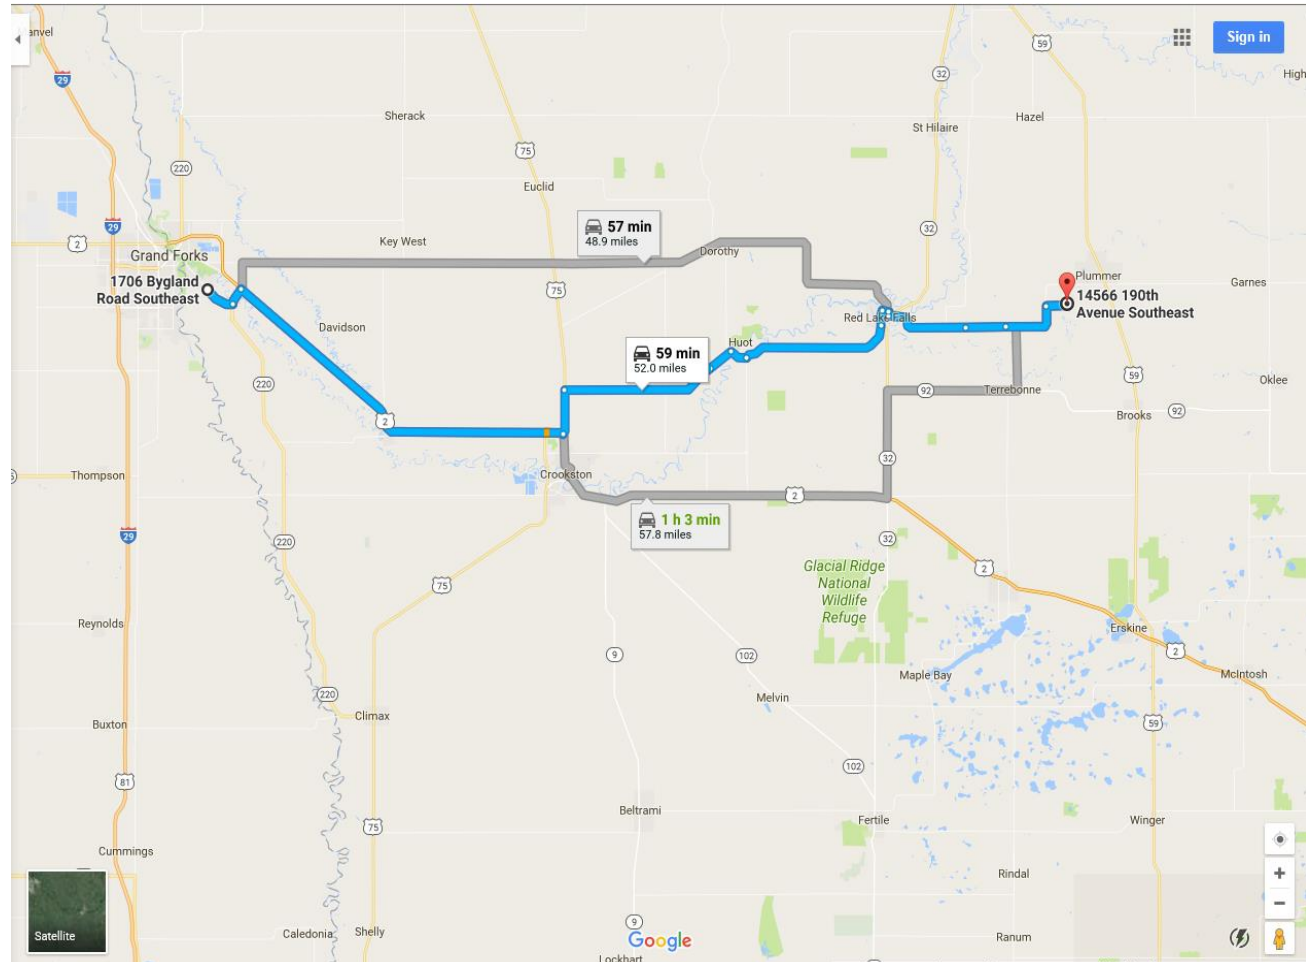 anvel
59
Sign in
29
32
High
Sherack
Hazel
St Hilaire
75
220
Euclid
32
29
2
Key West
57 min
48.9 miles
Dorothy
Grand Forks
1706 Bygland
Road Southeast
75
Plummer
Garnes
14566 190th
Avenue Southeast
Davidson
Red Lake Falls
Huot
59 min
52.0 miles
220
59
Oklee
92
Terrebonne
92
Brooks
2
32
Thompson
Crookston
2
1 h 3 min
57.8 miles
29
220
32
2
Glacial Ridge
National
Wildlife
Refuge
75
Reynolds
Erskine
2
9
102
Maple Bay
McIntosh
220
Melvin
Climax
Buxton
59
102
81
Beltrami
Fertile
Winger
75
Cummings
Rindal
Satellite
Caledonia
Shelly
9
Google
Ranum
Lockhart